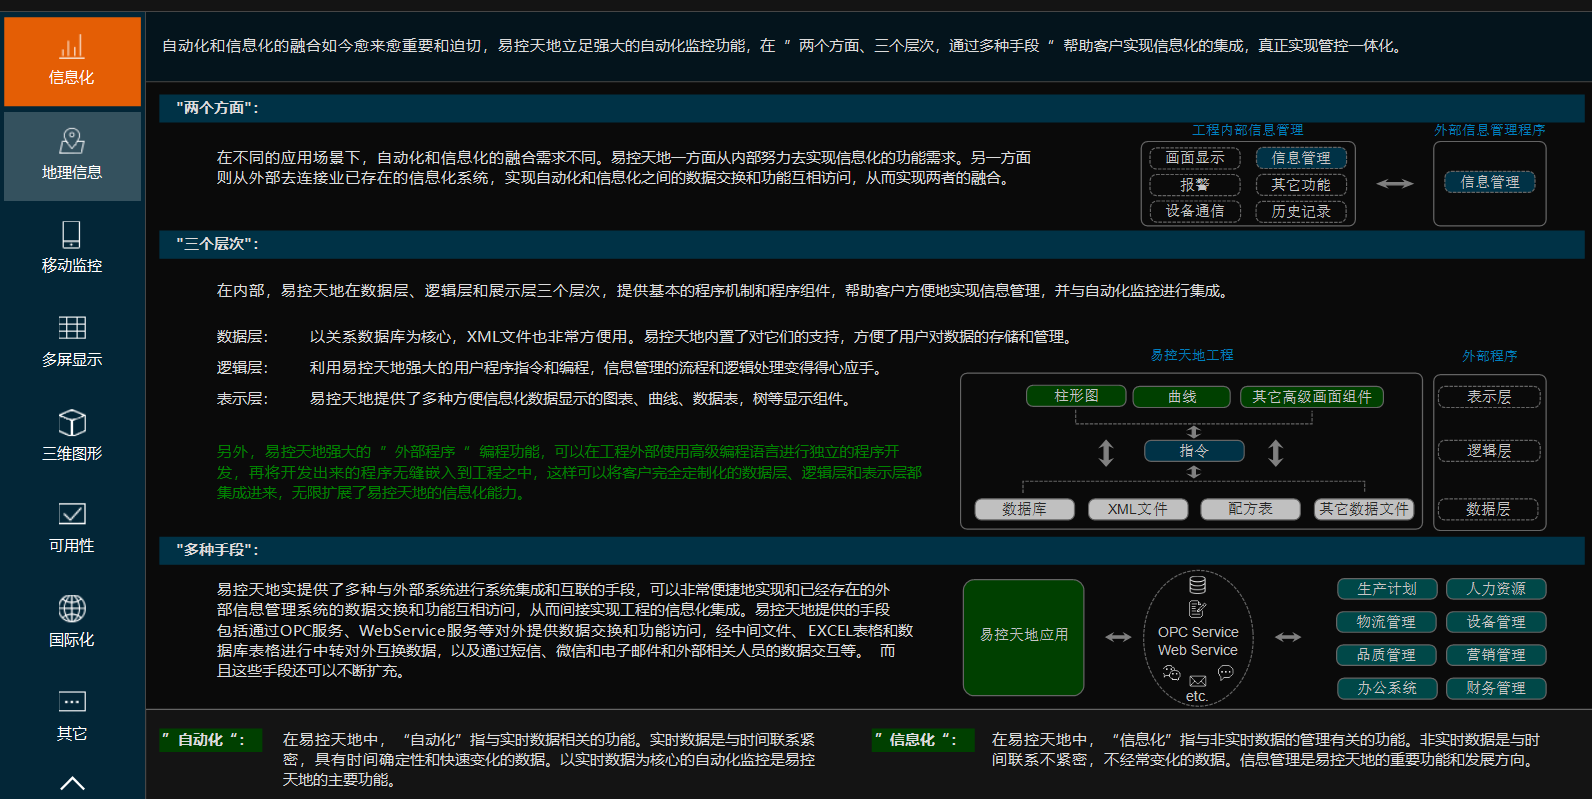 信息化
地理信息
移动监控
多屏显示
三维图形
可用性
国际化
其它
自动化和信息化的融合如今愈来愈重要和迫切，易控天地立足强大的自动化监控功能，在 ”两个方面、三个层次，通过多种手段“ 帮助客户实现信息化的集成，真正实现管控一体化。
"两个方面"：
在不同的应用场景下，自动化和信息化的融合需求不同。易控天地一方面从内部努力去实现信息化的功能需求。另一方面
则从外部去连接业已存在的信息化系统，实现自动化和信息化之间的数据交换和功能互相访问，从而实现两者的融合。
工程内部信息管理
画面显示
信息管理
报警
其它功能
设备通信
历史记录
外部信息管理程序
信息管理
"三个层次"：
在内部，易控天地在数据层、逻辑层和展示层三个层次，提供基本的程序机制和程序组件，帮助客户方便地实现信息管理，并与自动化监控进行集成。
数据层： 以关系数据库为核心，XML文件也非常方便用。易控天地内置了对它们的支持，方便了用户对数据的存储和管理。
逻辑层： 利用易控天地强大的用户程序指令和编程，信息管理的流程和逻辑处理变得得心应手。
表示层： 易控天地提供了多种方便信息化数据显示的图表、曲线、数据表，树等显示组件。
另外，易控天地强大的 ”外部程序“ 编程功能，可以在工程外部使用高级编程语言进行独立的程序开
发，再将开发出来的程序无缝嵌入到工程之中，这样可以将客户完全定制化的数据层、逻辑层和表示层都
集成进来，无限扩展了易控天地的信息化能力。
易控天地工程
柱形图
曲线
其它高级画面组件
指令
数据库
XML文件
配方表
其它数据文件
外部程序
表示层
逻辑层
数据层
"多种手段"：
易控天地实提供了多种与外部系统进行系统集成和互联的手段，可以非常便捷地实现和已经存在的外
部信息管理系统的数据交换和功能互相访问，从而间接实现工程的信息化集成。易控天地提供的手段
包括通过OPC服务、WebService服务等对外提供数据交换和功能访问，经中间文件、EXCEL表格和数
据库表格进行中转对外互换数据，以及通过短信、微信和电子邮件和外部相关人员的数据交互等。 而
且这些手段还可以不断扩充。
易控天地应用
OPC Service
Web Service
etc.
生产计划
人力资源
物流管理
设备管理
品质管理
营销管理
办公系统
财务管理
”自动化“：
在易控天地中，“自动化”指与实时数据相关的功能。实时数据是与时间联系紧
密，具有时间确定性和快速变化的数据。以实时数据为核心的自动化监控是易控
天地的主要功能。
”信息化“：
在易控天地中，“信息化”指与非实时数据的管理有关的功能。非实时数据是与时
间联系不紧密，不经常变化的数据。信息管理是易控天地的重要功能和发展方向。